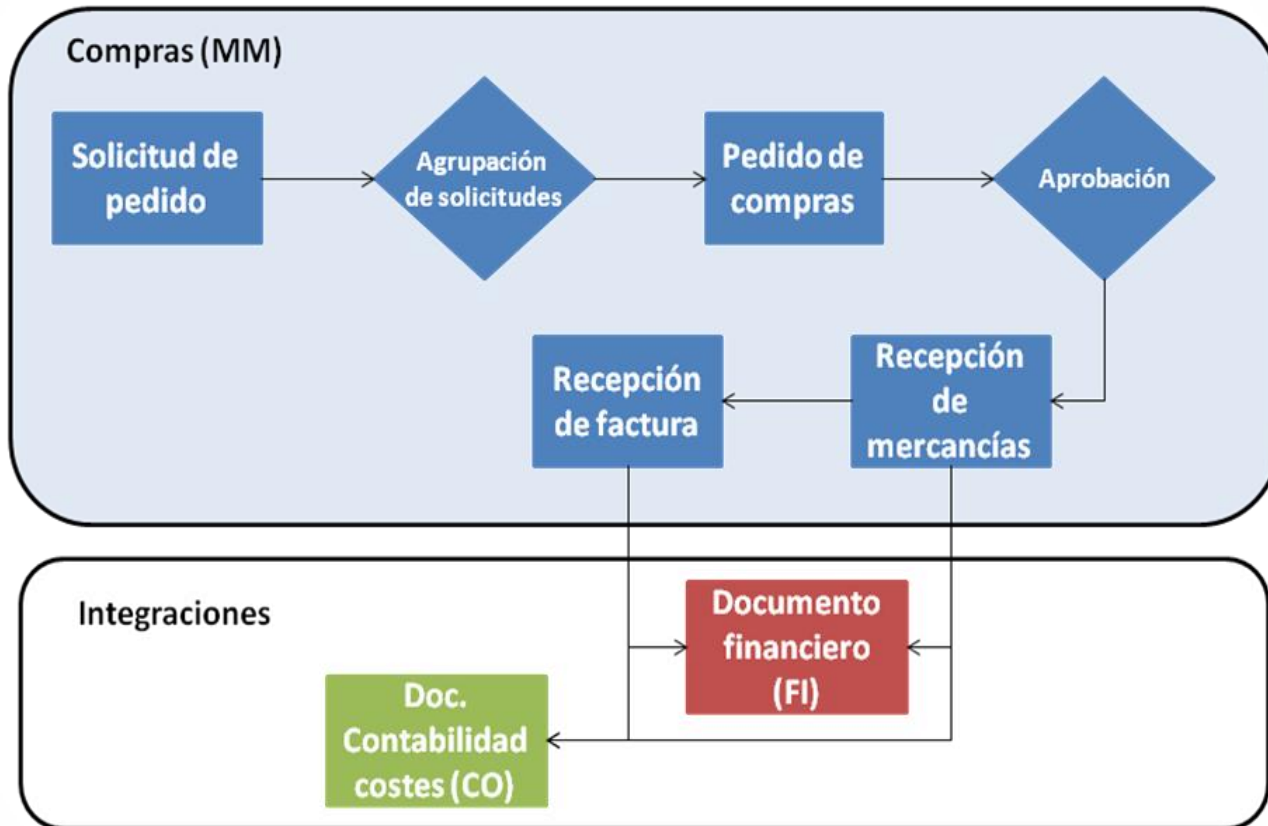 Compras (MM)
Solicitud de
pedido
Agrupación
de solicitudes
Pedido de
compras
Aprobación
Recepción
de factura
Recepción
de
mercancías
Integraciones
Documento
financiero
(FI)
Doc.
Contabilidad
costes (CO)